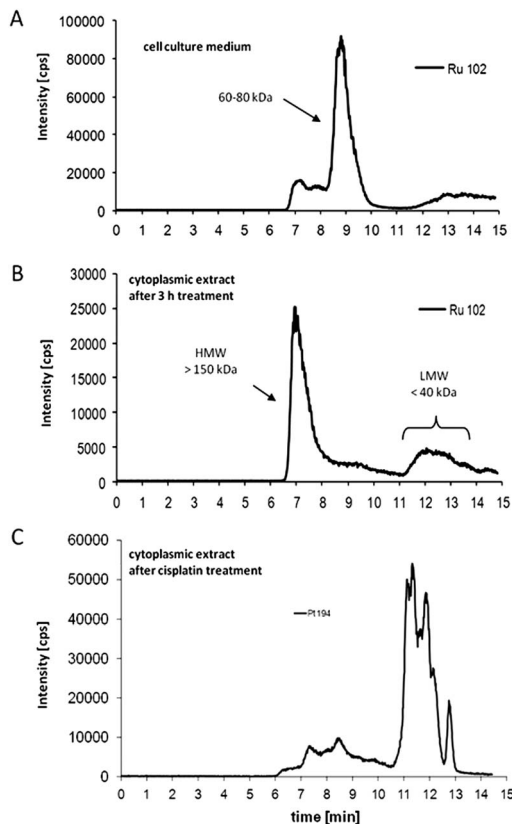 A
cell culture medium
Intensity [cps]
100000
80000
60000
40000
20000
0
60-80 kDa
Ru 102
0 1 2 3 4 5 6 7 8 9 10 11 12 13 14 15
B
cytoplasmic extract
after 3 h treatment
Intensity [cps]
30000
25000
20000
15000
10000
5000
0
HMW
> 150 kDa
Ru 102
LMW
< 40 kDa
0 1 2 3 4 5 6 7 8 9 10 11 12 13 14 15
C
cytoplasmic extract
after cisplatin treatment
Intensity [cps]
60000
50000
40000
30000
20000
10000
0
Pt194
0 1 2 3 4 5 6 7 8 9 10 11 12 13 14 15
time [min]